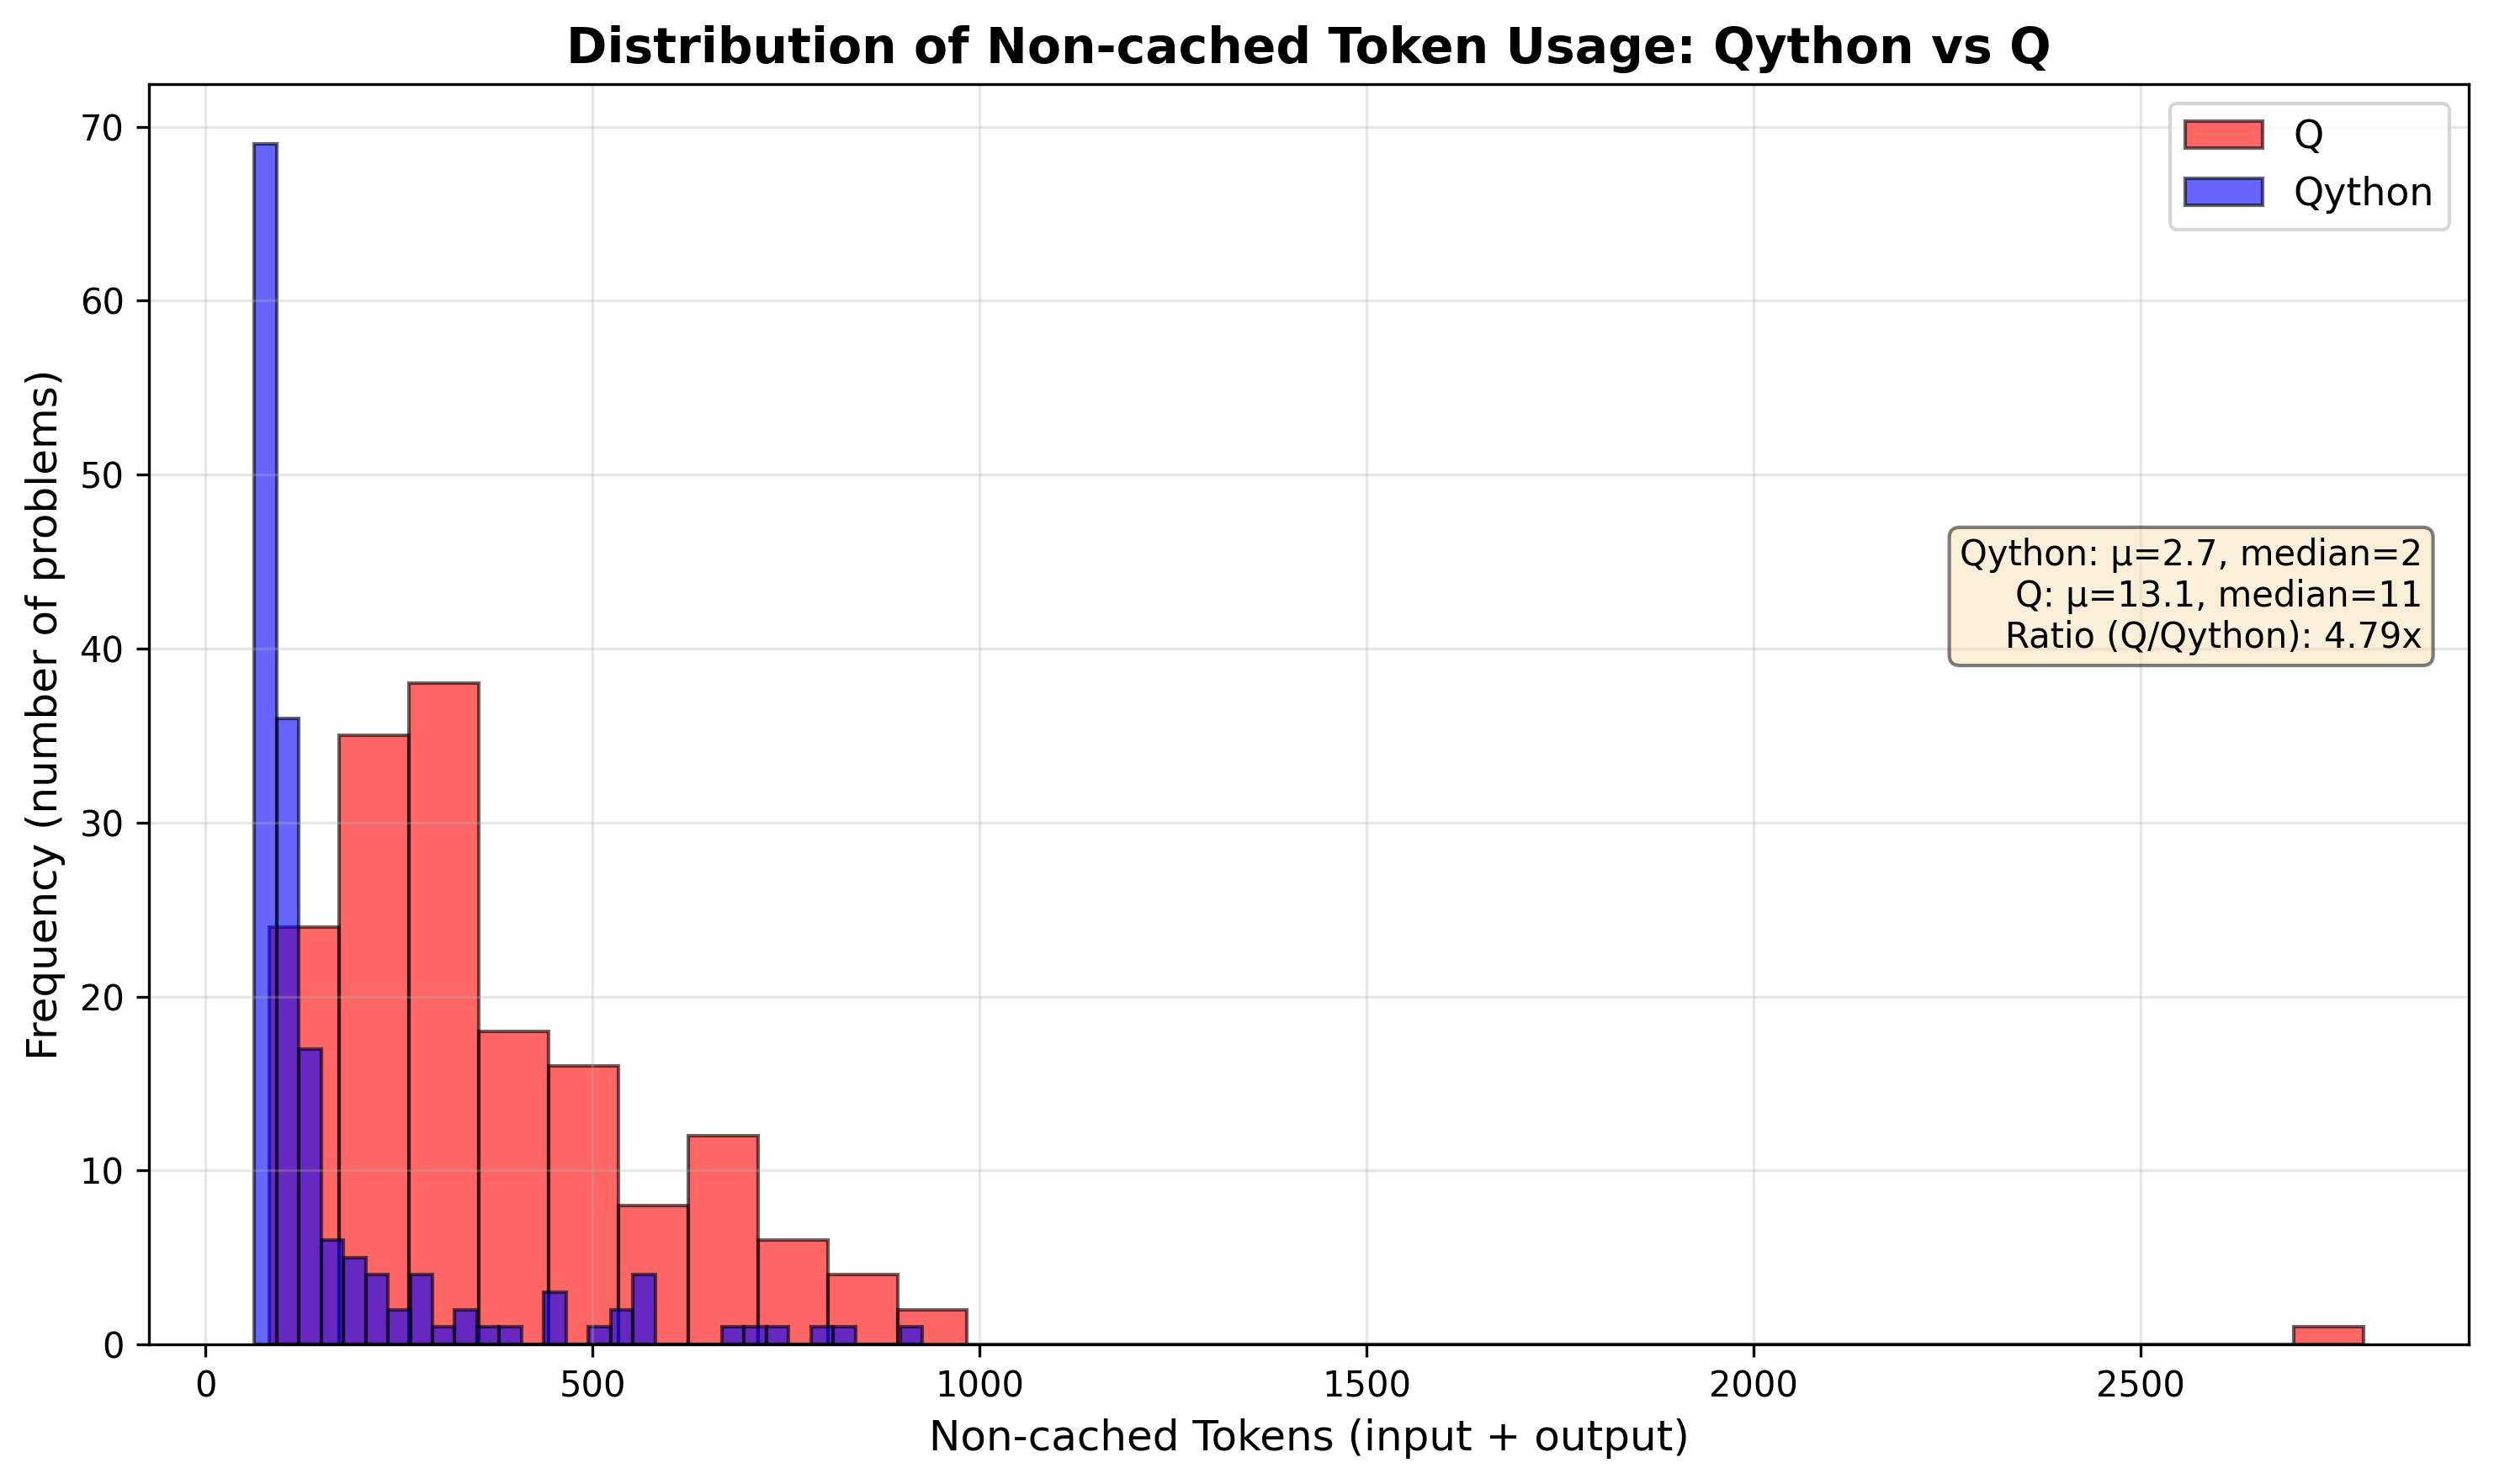 Distribution of Non-cached Token Usage: Qython vs Q
Q
Qython
Qython: μ=2.7, median=2
Q: μ=13.1, median=11
Ratio (Q/Qython): 4.79x
Frequency (number of problems)
70
60
50
40
30
20
10
0
0
500
1000
1500
2000
2500
Non-cached Tokens (input + output)